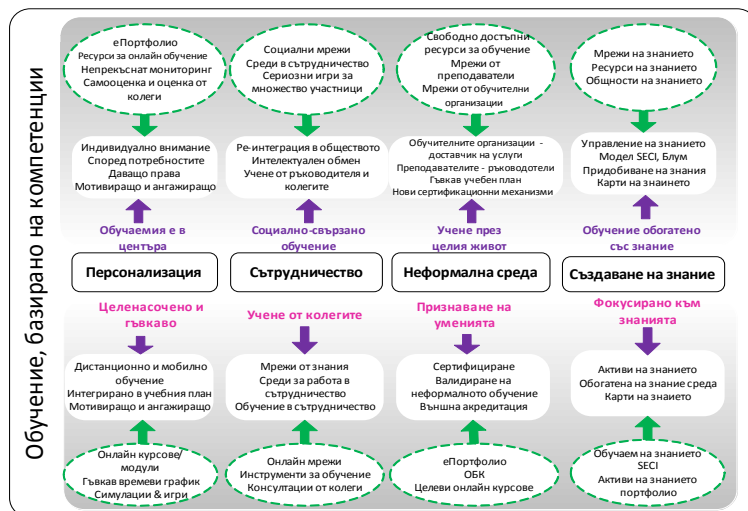 Обучение, базирано на компетенции
еПортфолио
Ресурси за онлайн обучение
Непрекъснат мониторинг
Самооценка и оценка от
колеги
Социални мрежи
Среди в сътрудничество
Сериозни игри за
множество участници
Свободно достъпни
ресурси за обучение
Мрежи от
преподаватели
Мрежи от обучителни
организации
Мрежи на знанието
Ресурси на знанието
Общности на знанието
Индивидуално внимание
Според потребностите
Даващо права
Мотивиращо и ангажиращо
Ре-интеграция в обществото
Интелектуален обмен
Учене от ръководителя и
колегите
Обучителните организации -
доставчик на услуги
Преподавателите - ръководотели
Гъвкав учебен план
Нови сертификационни механизми
Управление на знанието
Модел SECI, Блум
Придобиване на знания
Карти на знаинето
Обучаемия е в
центъра
Социално-свързано
обучение
Учене през
целия живот
Обучение обогатено
със знание
Персонализация
Сътрудничество
Неформална среда
Създаване на знание
Целенасочено и
гъвкаво
Учене от колегите
Признаване на
уменията
Фокусирано към
знанията
Дистанционно и мобилно
обучение
Интегрирано в учебния план
Мотивиращо и ангажиращо
Мрежи от знания
Среди за работа в
сътрудничество
Обучение в сътрудничество
Сертифициране
Валидиране на
неформалното обучение
Външна акредитация
Активи на знанието
Обогатена на знание среда
Карти на знаето
Онлайн курсове/
модули
Гъвкав времеви график
Симулации & игри
Онлайн мрежи
Инструменти за обучение
Консултации от колеги
еПортфолио
ОБК
Целеви онлайн курсове
Обучаем на знанието
SECI
Активи на знанието
портфолио